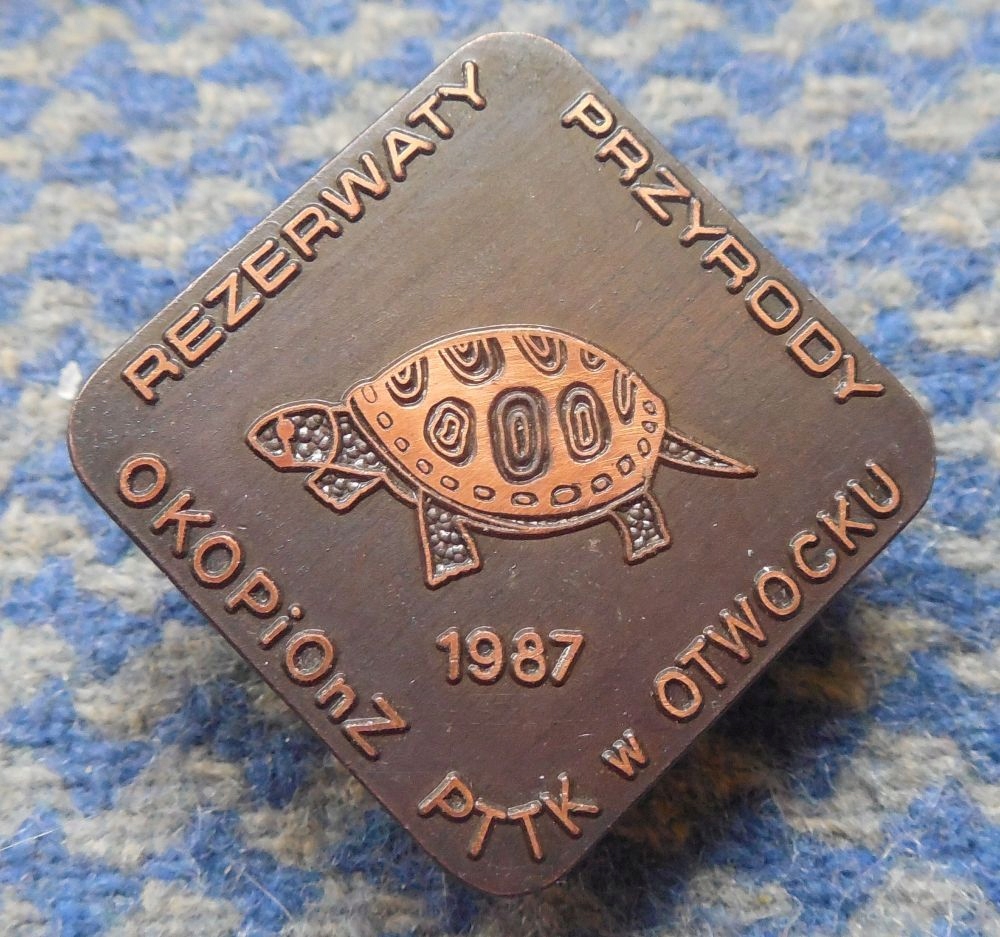 REZERWATY
PRZYRODY
OKOPiOnZ
1987
PTTK w OTWOCKU